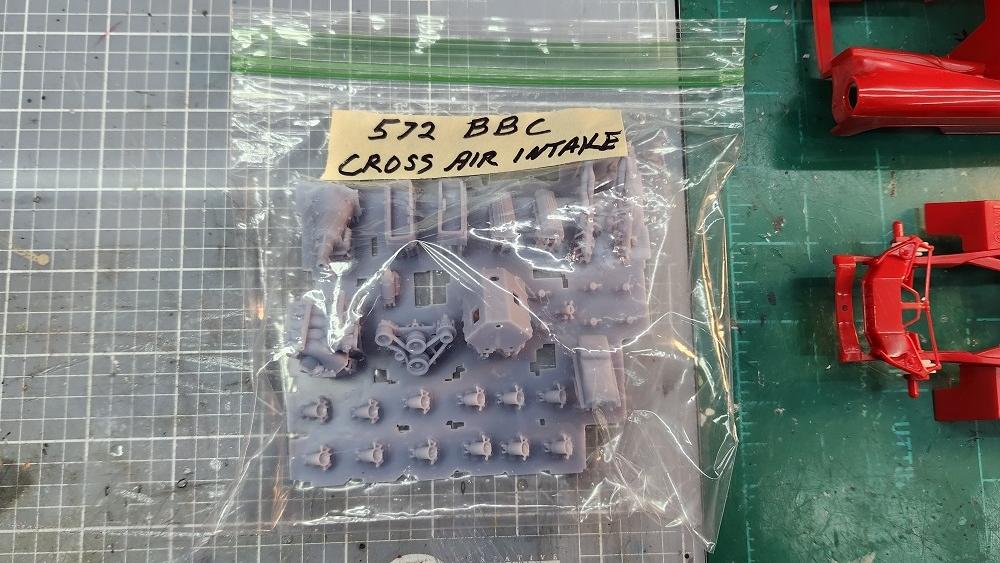 572 BBC
CROSS AIR INTAKE